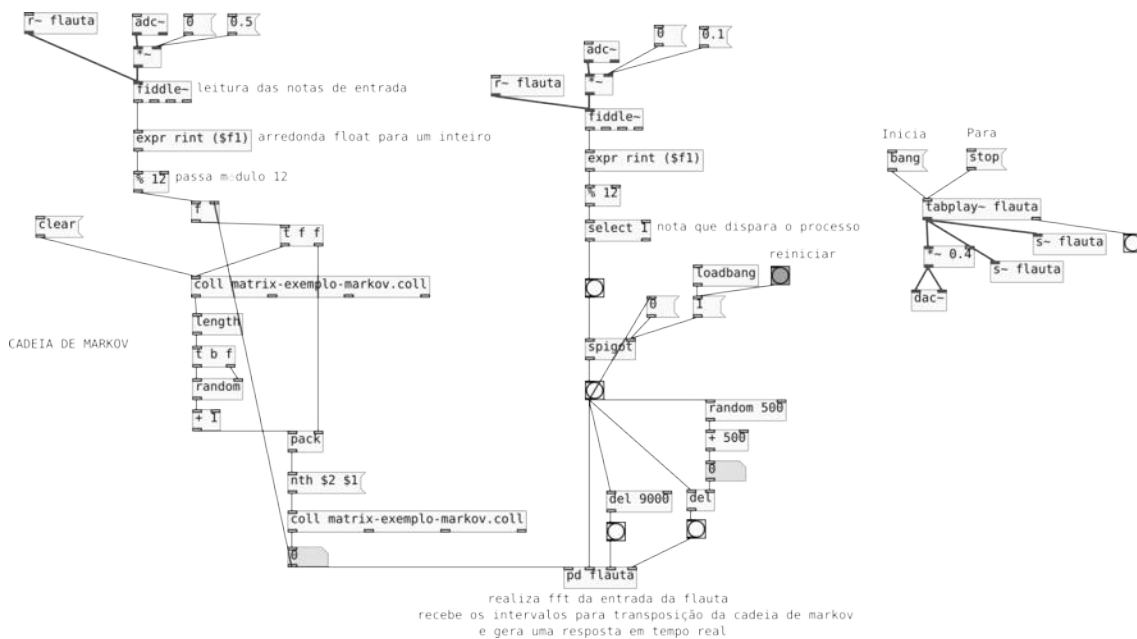 r~ flauta
adc~
0
0.5
*~
fiddle~
leitura das notas de entrada
expr rint ($f1)
arredonda float para um inteiro
% 12
passa módulo 12
f
clear
t f f
coll matrix-exemplo-markov.coll
length
CADEIA DE MARKOV
t b f
random
+ 1
pack
nth $2 $1
coll matrix-exemplo-markov.coll
0
adc~
0
0.1
r~ flauta
*~
fiddle~
expr rint ($f1)
% 12
select 1
nota que dispara o processo
reiniciar
loadbang
0
1
spigot
random 500
+ 500
0
del 9000
del
pd flauta
realiza fft da entrada da flauta
recebe os intervalos para transposição da cadeia de markov
e gera uma resposta em tempo real
Inicia
Para
bang
stop
tabplay~ flauta
s~ flauta
*~ 0.4
s~ flauta
dac~